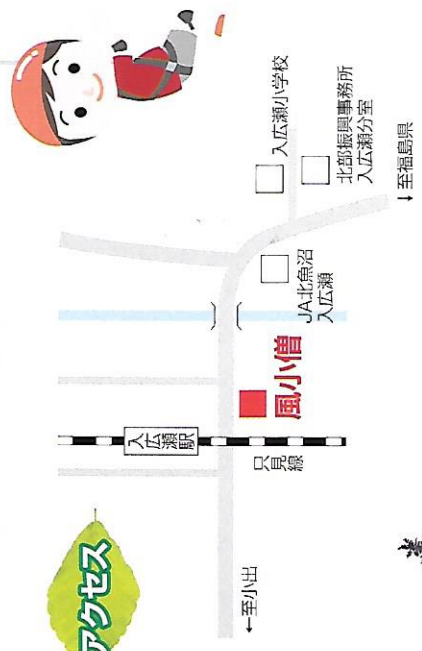 アクセス
←至小出
入広瀬駅
只見線
風小僧
JA北魚沼
入広瀬
入広瀬小学校
北部振興事務所
入広瀬分室
↓至福島県